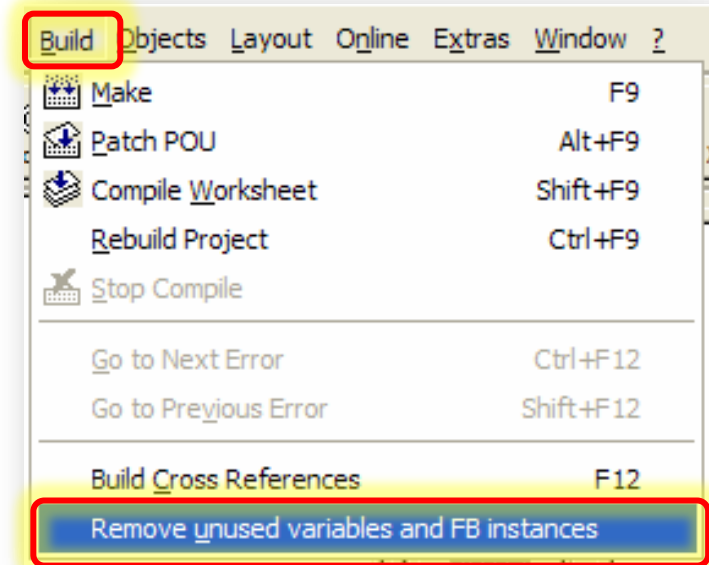 Build Objects Layout Online Extras Window ?
Make F9
Patch POU Alt+F9
Compile Worksheet Shift+F9
Rebuild Project Ctrl+F9
Stop Compile
Go to Next Error Ctrl+F12
Go to Previous Error Shift+F12
Build Cross References F12
Remove unused variables and FB instances